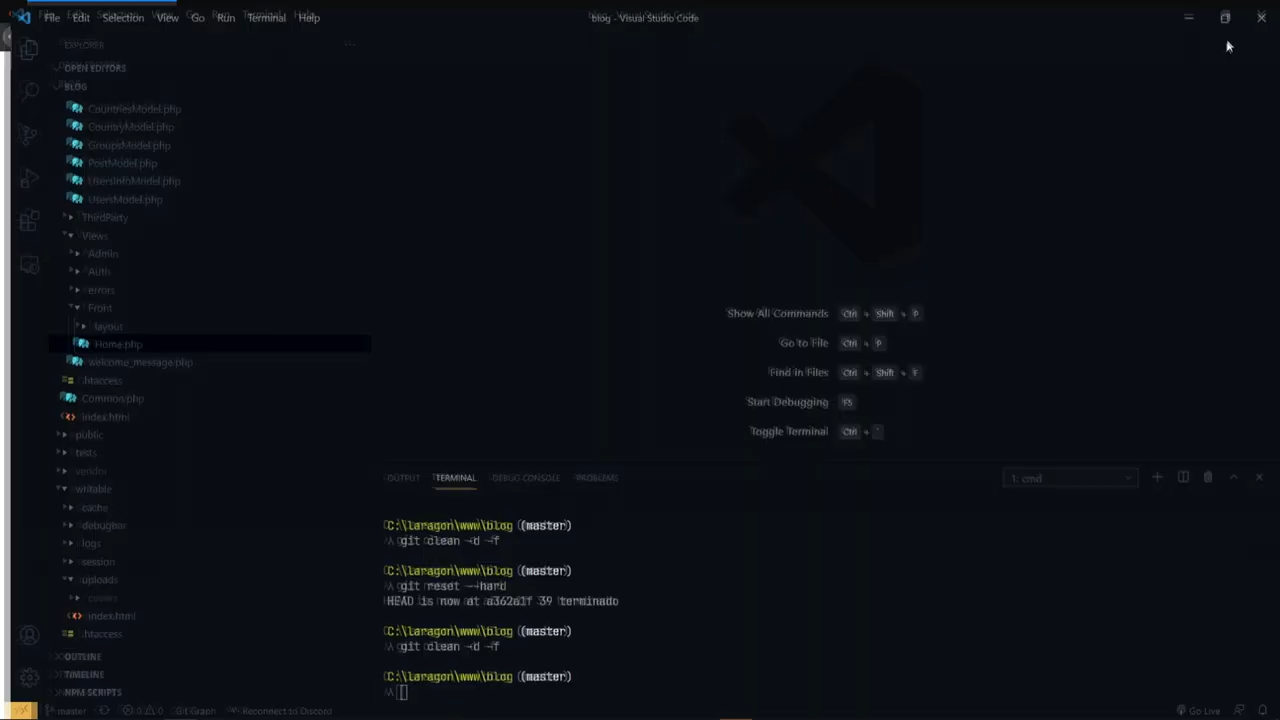 File Edit Selection View Go Run Terminal Help
blog - Visual Studio Code
EXPLORER
OPEN EDITORS
BLOG
CountriesModel.php
CountryModel.php
GroupsModel.php
PostModel.php
UsersInfoModel.php
UsersModel.php
ThirdParty
Views
Admin
Auth
errors
Front
layout
Home.php
welcome_message.php
.htaccess
Common.php
index.html
public
tests
vendor
writable
cache
debugbar
logs
session
uploads
covers
index.html
.htaccess
OUTLINE
TIMELINE
NPM SCRIPTS
Show All Commands Ctrl + Shift + P
Go to File Ctrl + P
Find in Files Ctrl + Shift + F
Start Debugging F5
Toggle Terminal Ctrl + `
OUTPUT TERMINAL DEBUG CONSOLE PROBLEMS
1: cmd
C:\laragon\www\blog (master)
λ git clean -d -f
C:\laragon\www\blog (master)
λ git reset --hard
HEAD is now at a362a1f 39 terminado
C:\laragon\www\blog (master)
λ git clean -d -f
C:\laragon\www\blog (master)
λ
master 0 0 Git Graph Reconnect to Discord Go Live